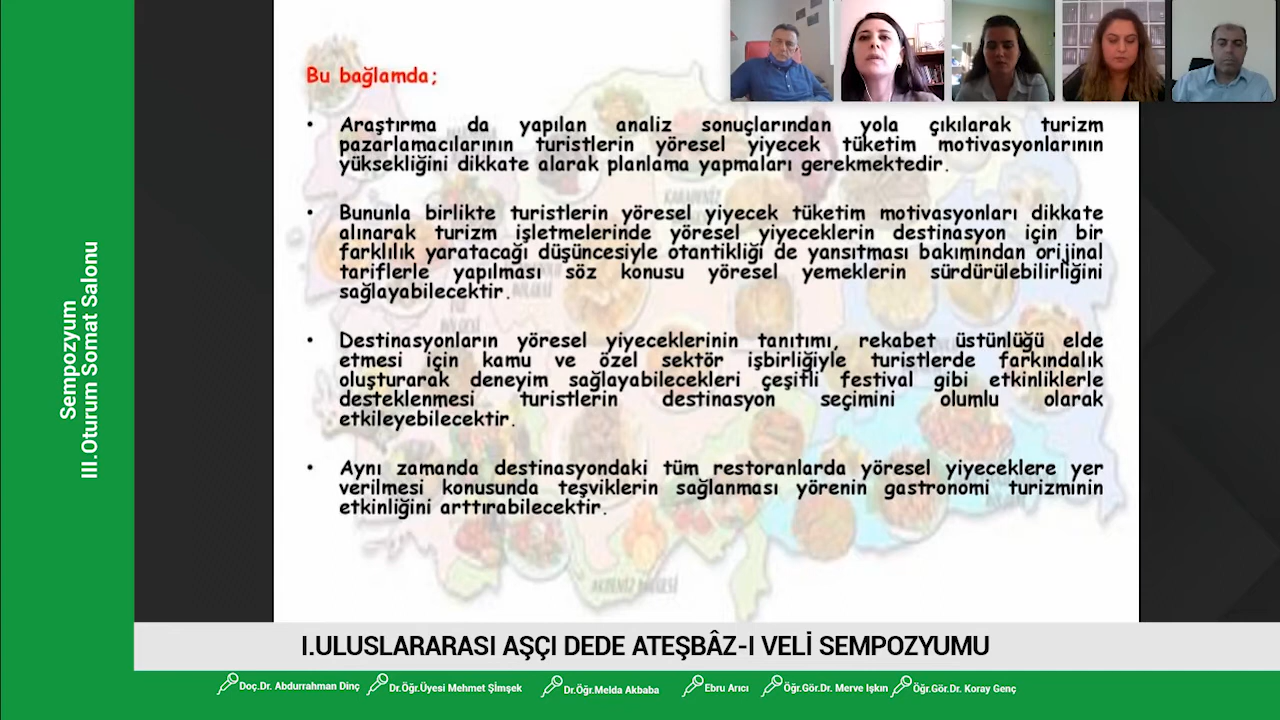 Bu bağlamda;
• Araştırma da yapılan analiz sonuçlarından yola çıkılarak turizm
pazarlamacılarının turistlerin yöresel yiyecek tüketim motivasyonlarının
yüksekliğini dikkate alarak planlama yapmaları gerekmektedir.
• Bununla birlikte turistlerin yöresel yiyecek tüketim motivasyonları dikkate
alınarak turizm işletmelerinde yöresel yiyeceklerin destinasyon için bir
farklılık yaratacağı düşüncesiyle otantikliği de yansıtması bakımından orijinal
tariflerle yapılması söz konusu yöresel yemeklerin sürdürülebilirliğini
sağlayabilecektir.
• Destinasyonların yöresel yiyeceklerinin tanıtımı, rekabet üstünlüğü elde
etmesi için kamu ve özel sektör işbirliğiyle turistlerde farkındalık
oluşturarak deneyim sağlayabilecekleri çeşitli festival gibi etkinliklerle
desteklenmesi turistlerin destinasyon seçimini olumlu olarak
etkileyebilecektir.
• Aynı zamanda destinasyondaki tüm restoranlarda yöresel yiyeceklere yer
verilmesi konusunda teşviklerin sağlanması yörenin gastronomi turizminin
etkinliğini arttırabilecektir.
KARADENİZ
BÖLGESİ
AKDENİZ BÖLGESİ
Sempozyum
III.Oturum Somat Salonu
I.ULUSLARARASI AŞÇI DEDE ATEŞBÂZ-I VELİ SEMPOZYUMU
Doç.Dr. Abdurrahman Dinç
Dr.Öğr.Üyesi Mehmet Şİmşek
Dr.Öğr.Melda Akbaba
Ebru Arıcı
Öğr.Gör.Dr. Merve Işkın
Öğr.Gör.Dr. Koray Genç